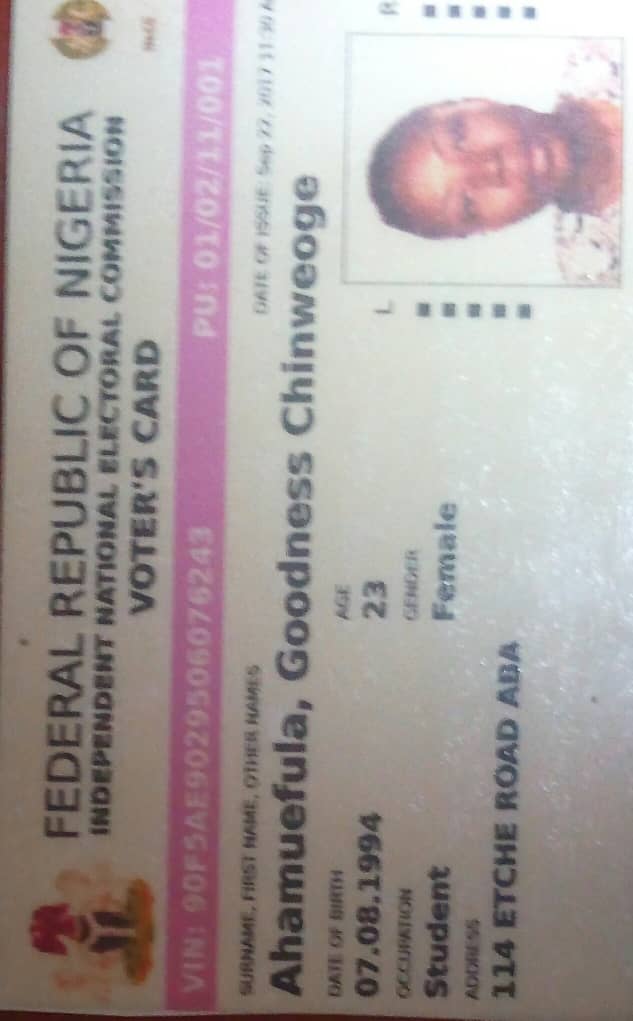 FEDERAL REPUBLIC OF NIGERIA
INDEPENDENT NATIONAL ELECTORAL COMMISSION
VOTER'S CARD
VIN: 90F5AE9029506076243 PU: 01/02/11/001
SURNAME, FIRST NAME, OTHER NAMES DATE OF ISSUE: Sep 22, 2017 11:30 A
Ahamuefula, Goodness Chinweoge
DATE OF BIRTH AGE
07.08.1994 23
OCCUPATION GENDER
Student Female
ADDRESS
114 ETCHE ROAD ABA
L R